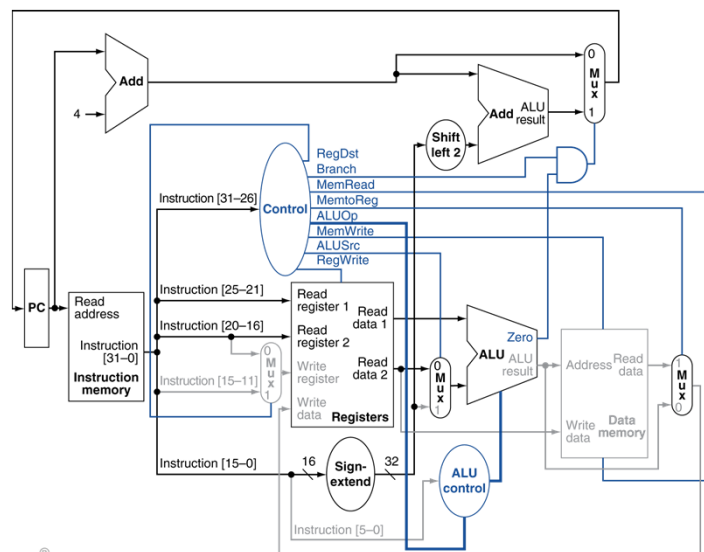 0
Mux
1
Add
4
Add
ALU
result
Shift
left 2
RegDst
Branch
MemRead
MemtoReg
ALUOp
MemWrite
ALUSrc
RegWrite
Control
Instruction [31–26]
PC
Read
address
Instruction
[31–0]
Instruction
memory
Instruction [25–21]
Instruction [20–16]
Instruction [15–11]
Instruction [15–0]
0
Mux
1
Read
register 1
Read
register 2
Write
register
Write
data
Read
data 1
Read
data 2
Registers
0
Mux
1
Zero
ALU
ALU
result
Address
Read
data
Write
data
Data
memory
1
Mux
0
16
Sign-
extend
32
ALU
control
Instruction [5–0]